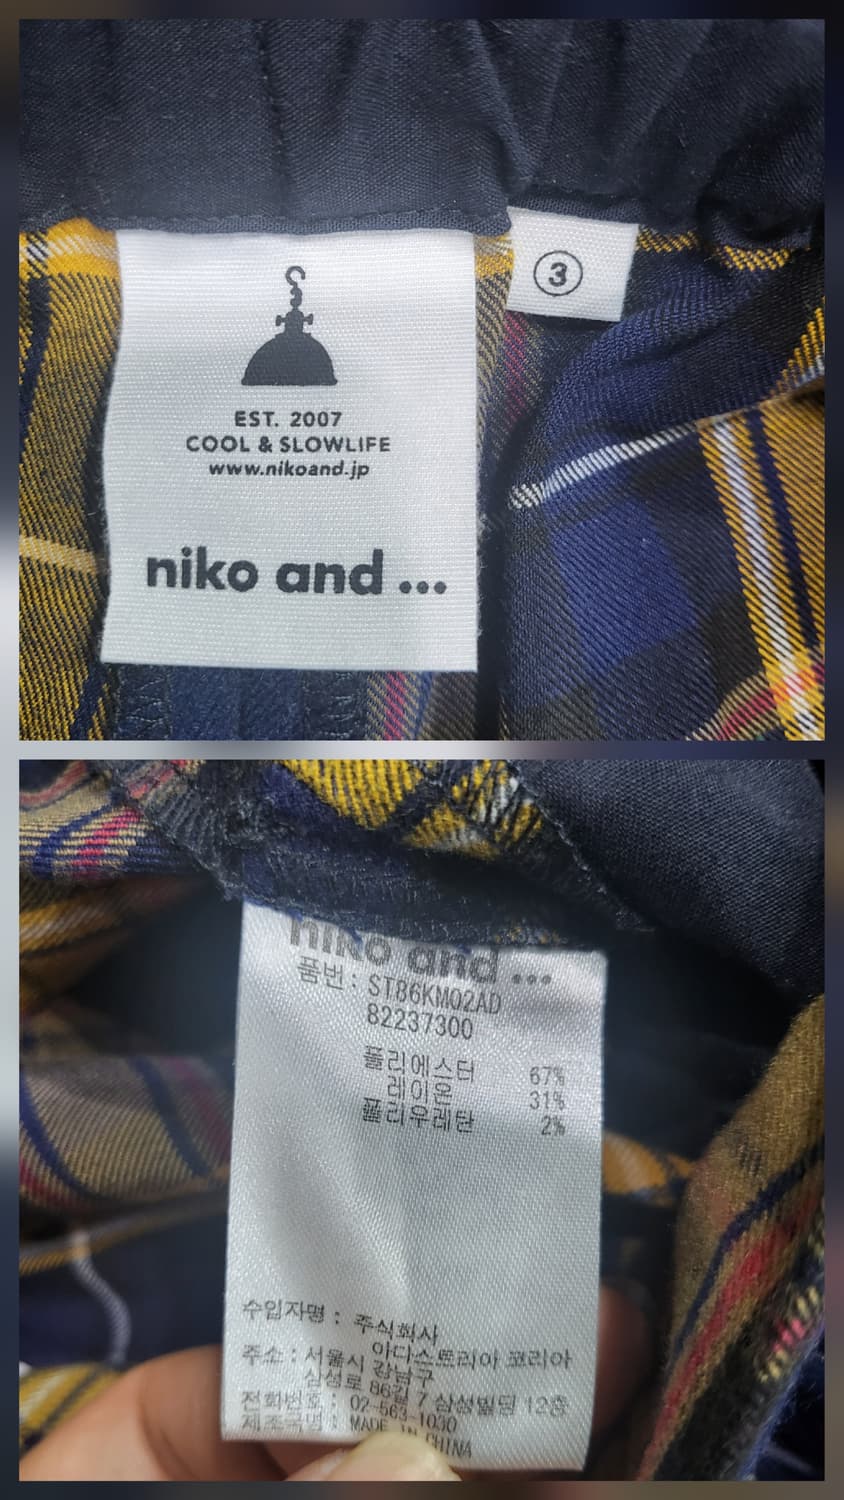 ③
EST. 2007
COOL & SLOWLIFE
www.nikoand.jp
niko and ...
niko and ...
품번 : ST86KM02AD
82237300
폴리에스터 67%
레이온 31%
폴리우레탄 2%
수입자명 : 주식회사
아다스트리아 코리아
주소 : 서울시 강남구
삼성로 86길 7 삼성빌딩 12층
전화번호 : 02-563-1030
제조국명 : MADE IN CHINA